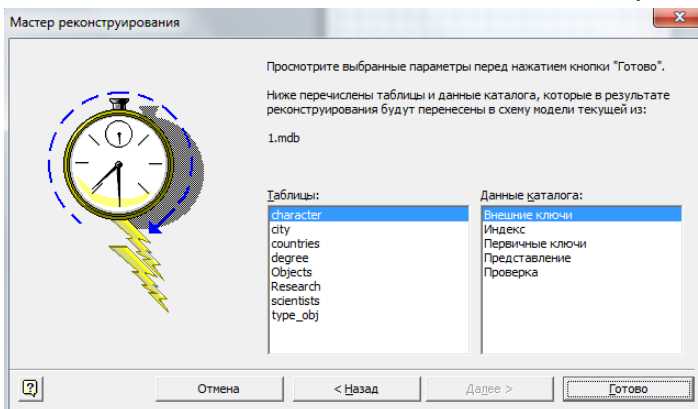 Мастер реконструирования
x
Просмотрите выбранные параметры перед нажатием кнопки "Готово".
Ниже перечислены таблицы и данные каталога, которые в результате
реконструирования будут перенесены в схему модели текущей из:
1.mdb
Таблицы:
character
city
countries
degree
Objects
Research
scientists
type_obj
Данные каталога:
Внешние ключи
Индекс
Первичные ключи
Представление
Проверка
?
Отмена
< Назад
Далее >
Готово